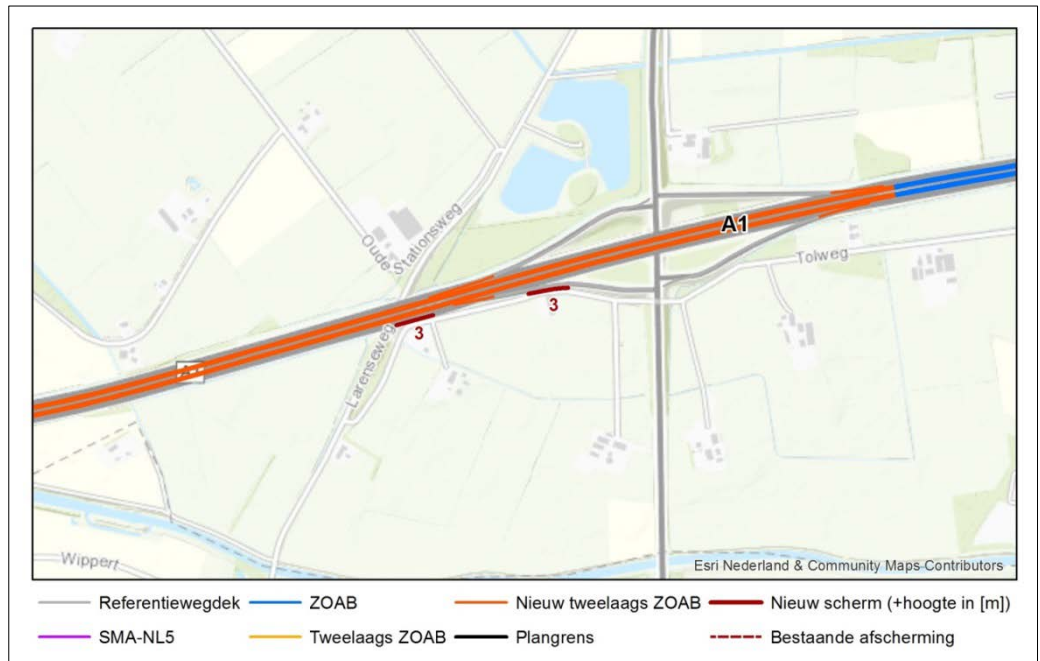 Oude Stationsweg
A1
Tolweg
3
3
A1
Larenseweg
Wippert
Esri Nederland & Community Maps Contributors
Referentiewegdek
ZOAB
Nieuw tweelaags ZOAB
Nieuw scherm (+hoogte in [m])
SMA-NL5
Tweelaags ZOAB
Plangrens
Bestaande afscherming